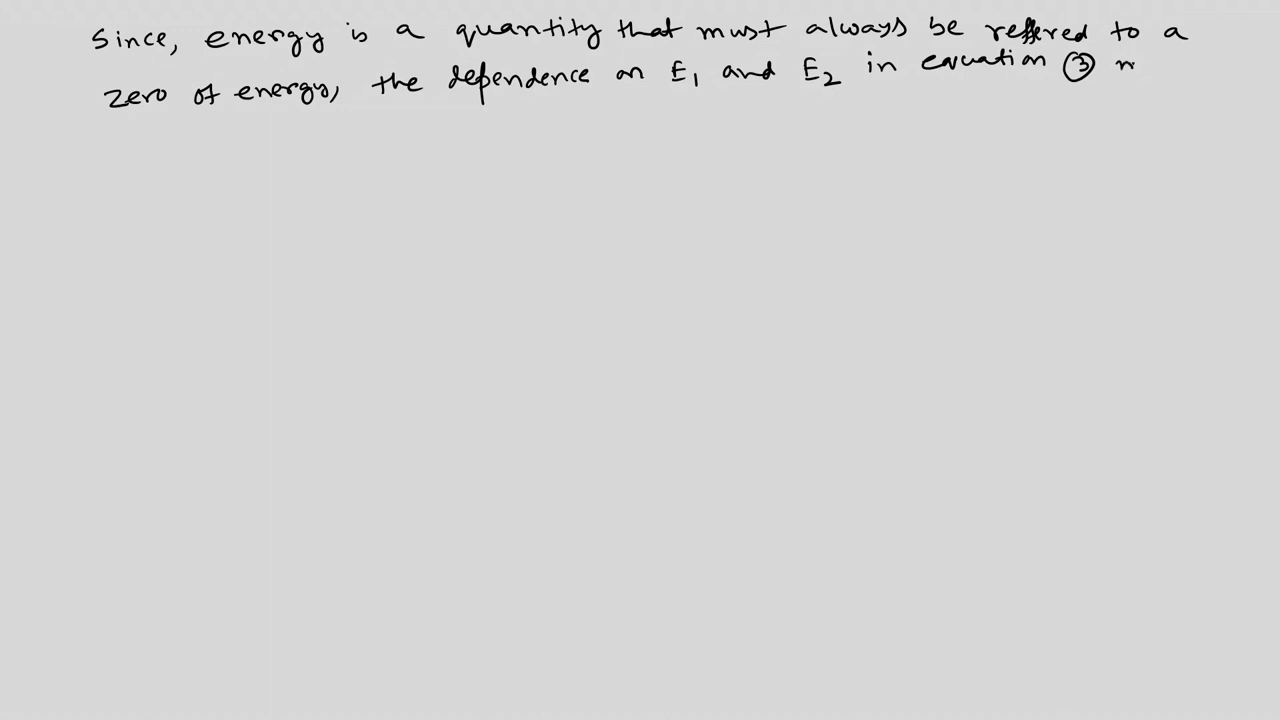 Since, energy is a quantity that must always be reffered to a
zero of energy, the dependence on E₁ and E₂ in equation ③